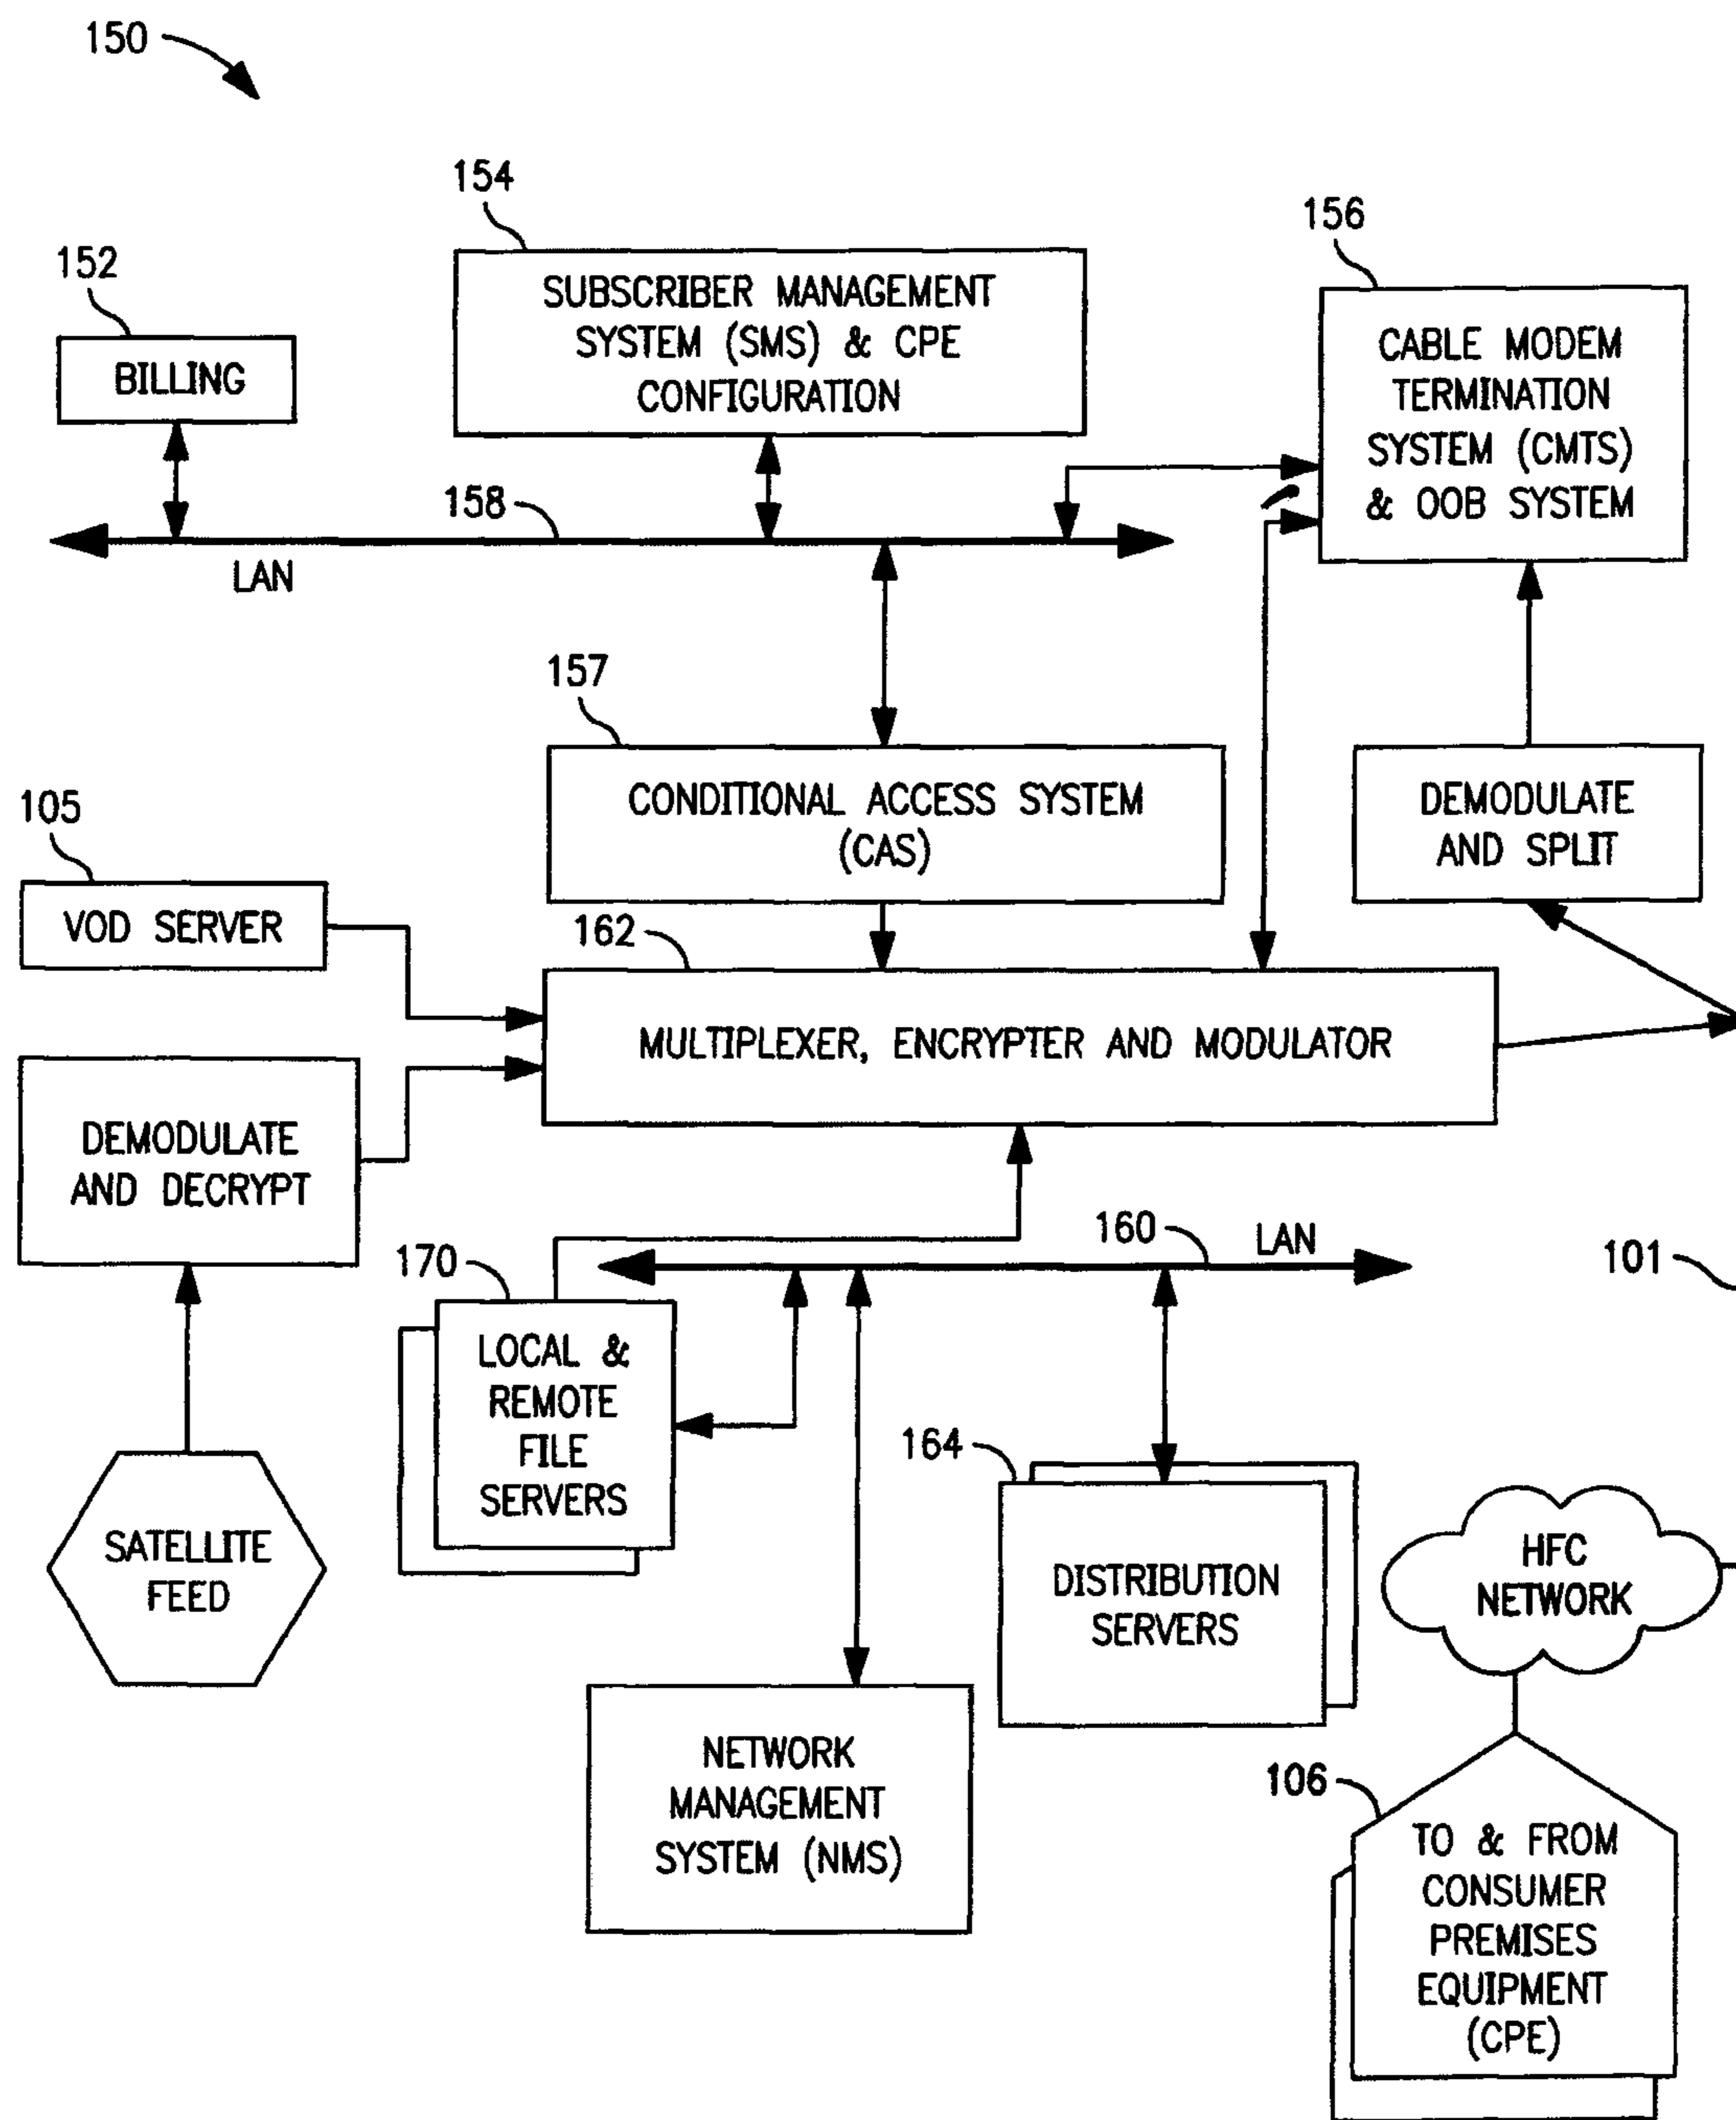 150
154
156
152
SUBSCRIBER MANAGEMENT
SYSTEM (SMS) & CPE
CONFIGURATION
CABLE MODEM
TERMINATION
SYSTEM (CMTS)
& OOB SYSTEM
BILLING
158
LAN
157
CONDITIONAL ACCESS SYSTEM
(CAS)
DEMODULATE
AND SPLIT
105
VOD SERVER
162
MULTIPLEXER, ENCRYPTER AND MODULATOR
DEMODULATE
AND DECRYPT
160
LAN
101
170
LOCAL &
REMOTE
FILE
SERVERS
164
DISTRIBUTION
SERVERS
HFC
NETWORK
SATELLITE
FEED
NETWORK
MANAGEMENT
SYSTEM (NMS)
106
TO & FROM
CONSUMER
PREMISES
EQUIPMENT
(CPE)